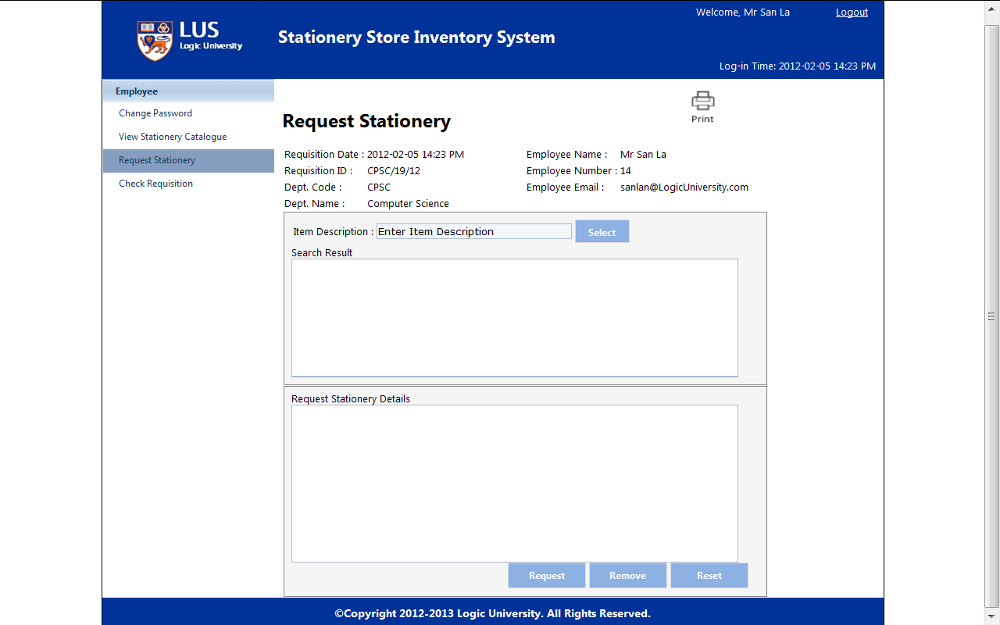 Welcome, Mr San La
Logout
LUS
Logic University
Stationery Store Inventory System
Log-in Time: 2012-02-05 14:23 PM
Employee
Change Password
View Stationery Catalogue
Request Stationery
Check Requisition
Print
Request Stationery
Requisition Date : 2012-02-05 14:23 PM
Employee Name : Mr San La
Requisition ID : CPSC/19/12
Employee Number : 14
Dept. Code : CPSC
Employee Email : sanlan@LogicUniversity.com
Dept. Name : Computer Science
Item Description : Enter Item Description
Select
Search Result
Request Stationery Details
Request
Remove
Reset
©Copyright 2012-2013 Logic University. All Rights Reserved.